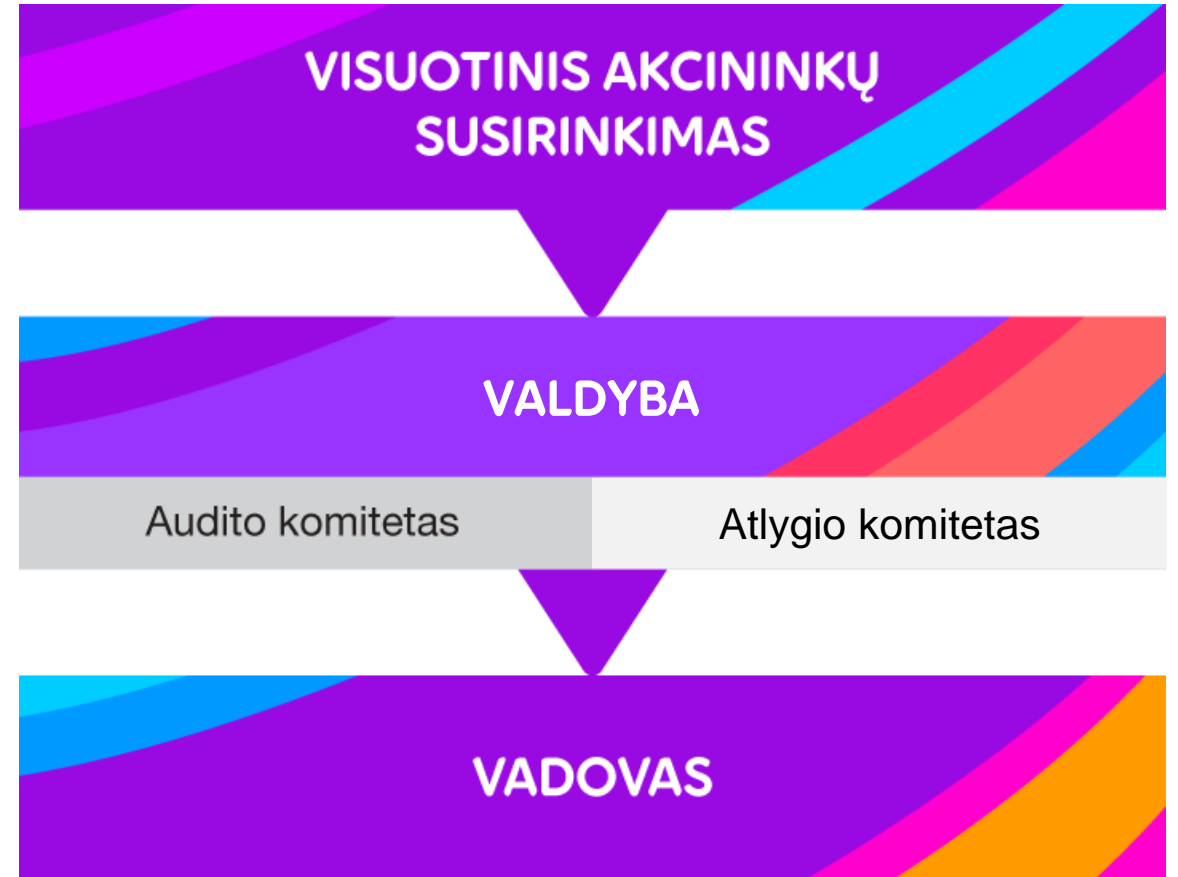 VISUOTINIS AKCININKŲ
SUSIRINKIMAS
VALDYBA
Audito komitetas
Atlygio komitetas
VADOVAS